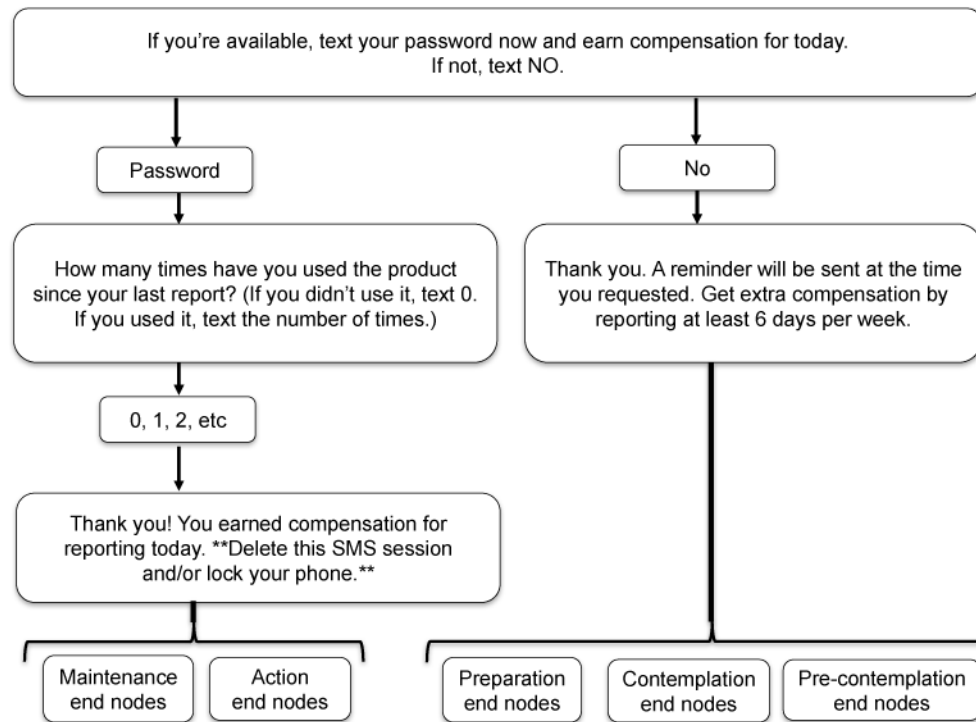 If you’re available, text your password now and earn compensation for today.
If not, text NO.
Password
No
How many times have you used the product
since your last report? (If you didn’t use it, text 0.
If you used it, text the number of times.)
Thank you. A reminder will be sent at the time
you requested. Get extra compensation by
reporting at least 6 days per week.
0, 1, 2, etc
Thank you! You earned compensation for
reporting today. **Delete this SMS session
and/or lock your phone.**
Maintenance
end nodes
Action
end nodes
Preparation
end nodes
Contemplation
end nodes
Pre-contemplation
end nodes